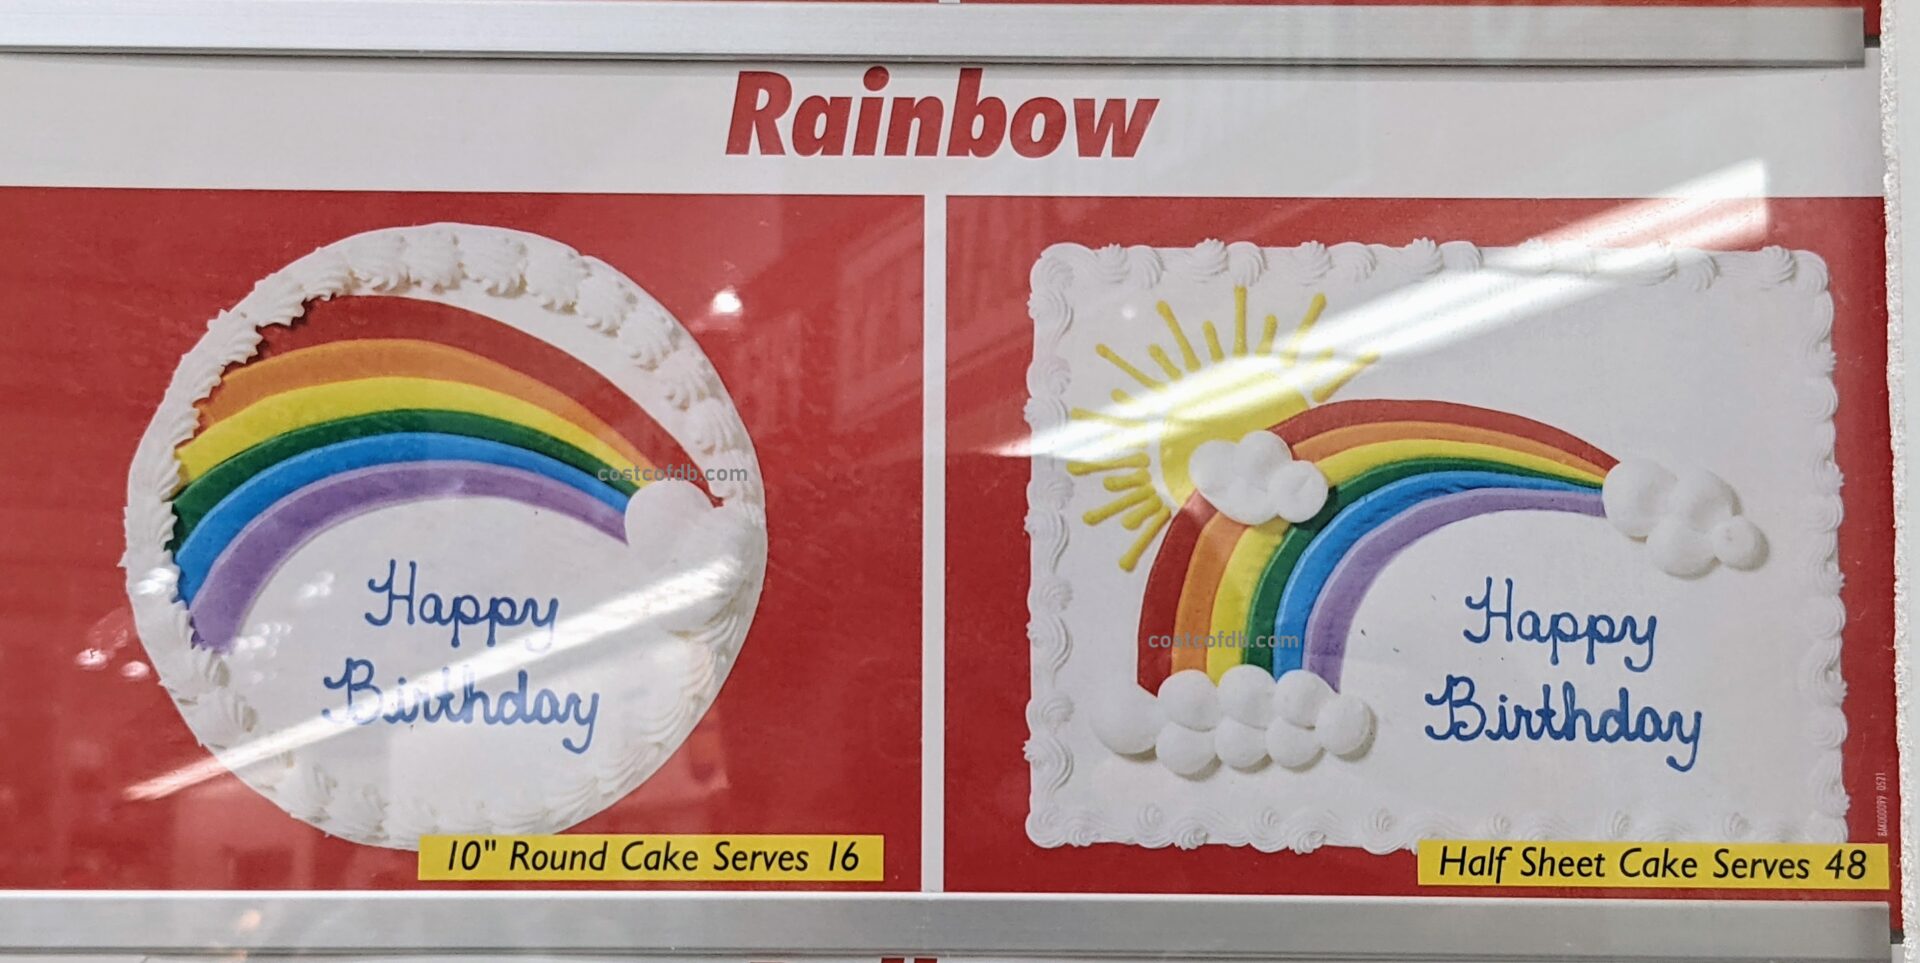 Rainbow
costcofdb.com
Happy
Birthday
10" Round Cake Serves 16
costcofdb.com
Happy
Birthday
Half Sheet Cake Serves 48